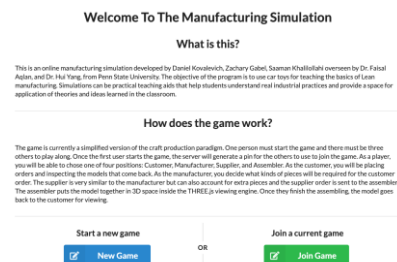 Welcome To The Manufacturing Simulation
What is this?
This is an online manufacturing simulation developed by Daniel Kovalevich, Zachary Gabel, Saaman Khalilollahi overseen by Dr. Faisal
Aqlan, and Dr. Hui Yang, from Penn State University. The objective of the program is to use car toys for teaching the basics of Lean
manufacturing. Simulations can be practical teaching aids that help students understand real industrial practices and provide a space for
application of theories and ideas learned in the classroom.
How does the game work?
The game is currently a simplified version of the craft production paradigm. One person must start the game and there must be three
others to play along. Once the first user starts the game, the server will generate a pin for the others to use to join the game. As a player,
you will be able to chose one of four positions: Customer, Manufacturer, Supplier, and Assembler. As the customer, you will be placing
orders and inspecting the models that come back. As the manufacturer, you decide what kinds of pieces will be required for the customer
order. The supplier is very similar to the manufacturer but can also account for extra pieces and the supplier order is sent to the assembler
The assembler puts the model together in 3D space inside the THREE.js viewing engine. Once they finish the assembling, the model goes
back to the customer for viewing.
Start a new game
New Game
OR
Join a current game
Join Game